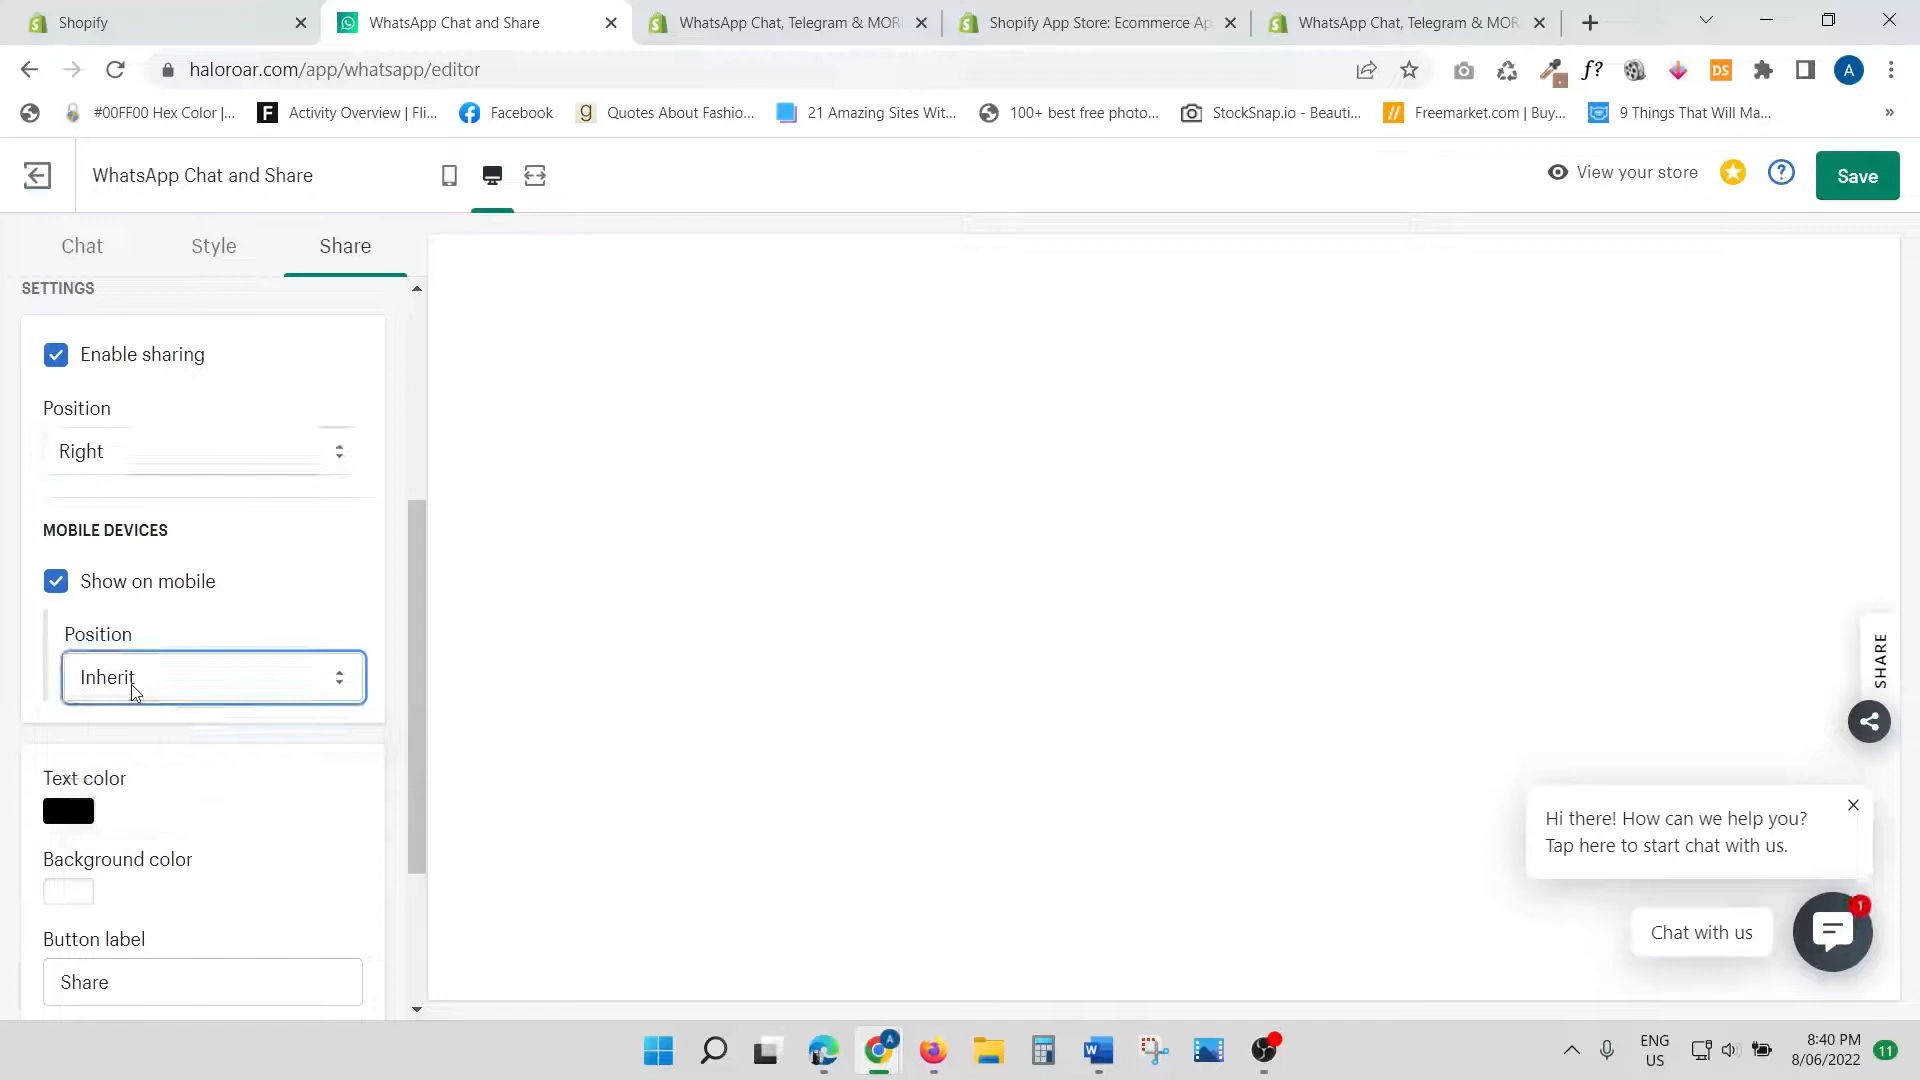 Shopify
WhatsApp Chat and Share
WhatsApp Chat, Telegram & MOR
Shopify App Store: Ecommerce Ap
WhatsApp Chat, Telegram & MOR
haloroar.com/app/whatsapp/editor
f?
DS
A
#00FF00 Hex Color |...
F
Activity Overview | Fli...
Facebook
g
Quotes About Fashio...
21 Amazing Sites Wit...
100+ best free photo...
StockSnap.io - Beauti...
Freemarket.com | Buy...
9 Things That Will Ma...
»
WhatsApp Chat and Share
View your store
?
Save
Chat
Style
Share
SETTINGS
Enable sharing
Position
Right
MOBILE DEVICES
Show on mobile
Position
Inherit
Text color
Background color
Button label
Share
SHARE
Hi there! How can we help you?
Tap here to start chat with us.
Chat with us
1
A
W
ENG
US
8:40 PM
8/06/2022
11